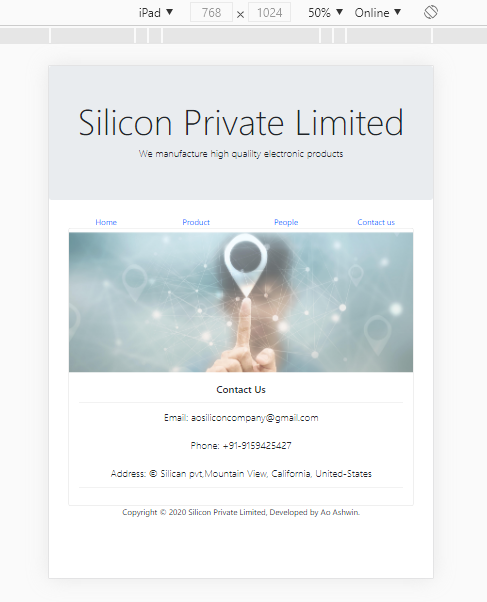 iPad ▼ 768 × 1024 50% ▼ Online ▼
Silicon Private Limited
We manufacture high quality electronic products
Home Product People Contact us
Contact Us
Email: aosiliconcompany@gmail.com
Phone: +91-9159425427
Address: @ Silican pvt,Mountain View, California, United-States
Copyright © 2020 Silicon Private Limited, Developed by Ao Ashwin.